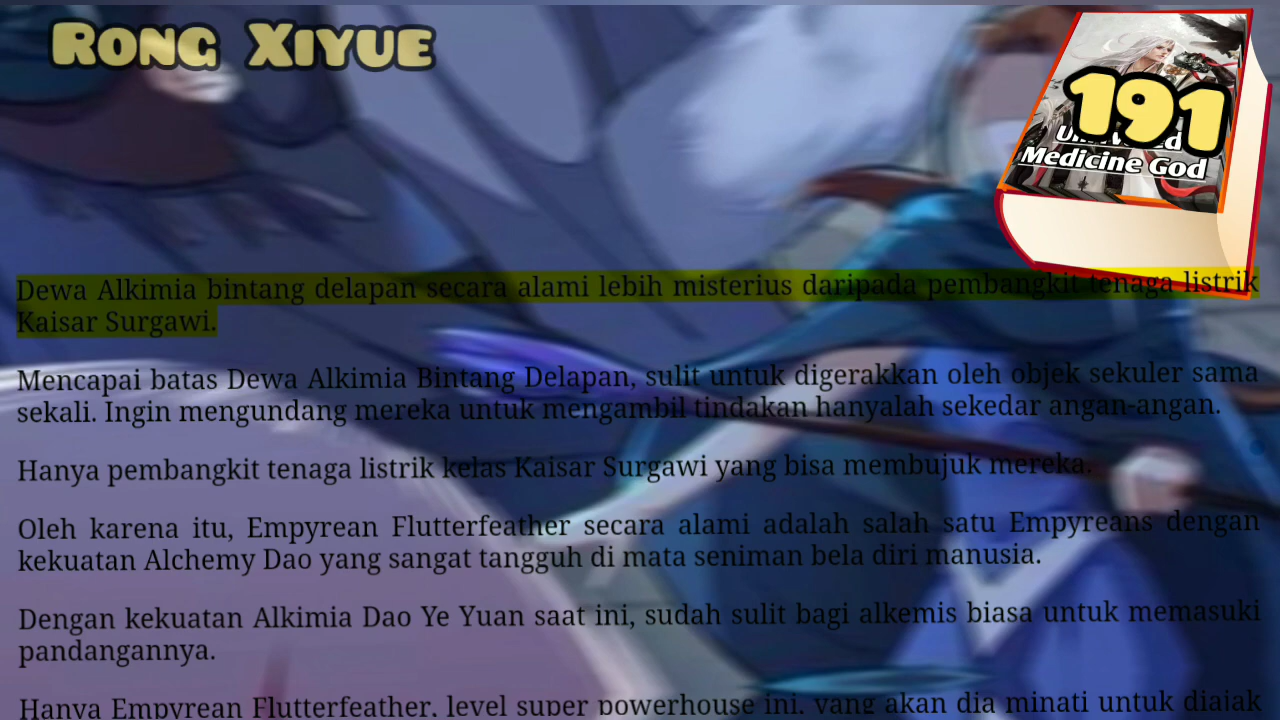 Rong Xiyue
191
Medicine God
Dewa Alkimia bintang delapan secara alami lebih misterius daripada pembangkit tenaga listrik
Kaisar Surgawi.
Mencapai batas Dewa Alkimia Bintang Delapan, sulit untuk digerakkan oleh objek sekuler sama
sekali. Ingin mengundang mereka untuk mengambil tindakan hanyalah sekedar angan-angan.
Hanya pembangkit tenaga listrik kelas Kaisar Surgawi yang bisa membujuk mereka.
Oleh karena itu, Empyrean Flutterfeather secara alami adalah salah satu Empyreans dengan
kekuatan Alchemy Dao yang sangat tangguh di mata seniman bela diri manusia.
Dengan kekuatan Alkimia Dao Ye Yuan saat ini, sudah sulit bagi alkemis biasa untuk memasuki
pandangannya.
Hanya Empyrean Flutterfeather, level super powerhouse ini, yang akan dia minati untuk diajak